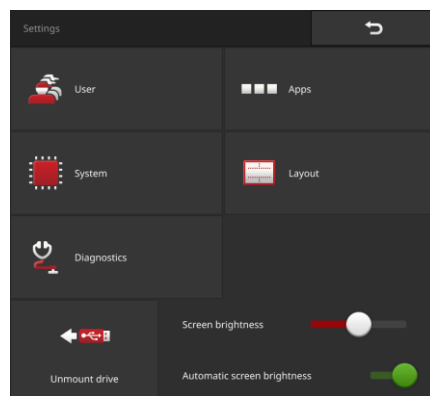 Settings
User
Apps
System
Layout
Diagnostics
Screen brightness
Unmount drive
Automatic screen brightness